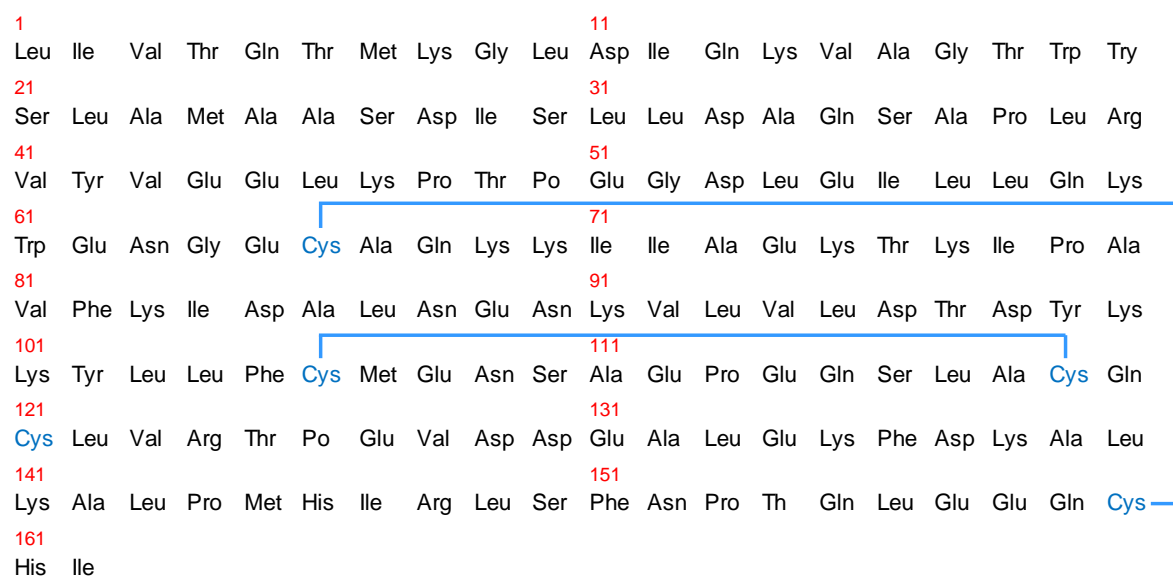 1 11
Leu Ile Val Thr Gln Thr Met Lys Gly Leu Asp Ile Gln Lys Val Ala Gly Thr Trp Try
21 31
Ser Leu Ala Met Ala Ala Ser Asp Ile Ser Leu Leu Asp Ala Gln Ser Ala Pro Leu Arg
41 51
Val Tyr Val Glu Glu Leu Lys Pro Thr Po Glu Gly Asp Leu Glu Ile Leu Leu Gln Lys
61 71
Trp Glu Asn Gly Glu Cys Ala Gln Lys Lys Ile Ile Ala Glu Lys Thr Lys Ile Pro Ala
81 91
Val Phe Lys Ile Asp Ala Leu Asn Glu Asn Lys Val Leu Val Leu Asp Thr Asp Tyr Lys
101 111
Lys Tyr Leu Leu Phe Cys Met Glu Asn Ser Ala Glu Pro Glu Gln Ser Leu Ala Cys Gln
121 131
Cys Leu Val Arg Thr Po Glu Val Asp Asp Glu Ala Leu Glu Lys Phe Asp Lys Ala Leu
141 151
Lys Ala Leu Pro Met His Ile Arg Leu Ser Phe Asn Pro Th Gln Leu Glu Glu Gln Cys
161
His Ile